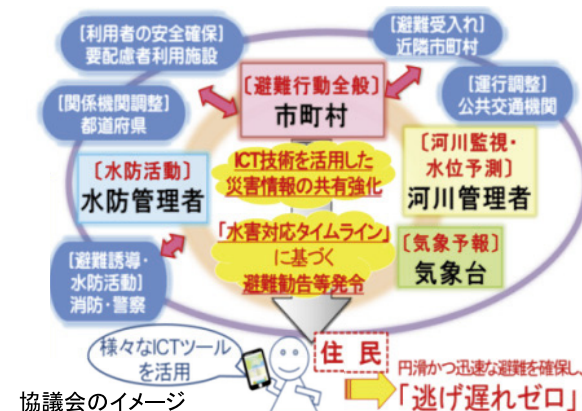 ［利用者の安全確保］
要配慮者利用施設
［避難受入れ］
近隣市町村
［関係機関調整］
都道府県
［避難行動全般］
市町村
［運行調整］
公共交通機関
［水防活動］
水防管理者
ICT技術を活用した
災害情報の共有強化
［河川監視・
水位予測］
河川管理者
「水害対応タイムライン」
に基づく
避難勧告等発令
［気象予報］
気象台
［避難誘導・
水防活動］
消防・警察
様々なICTツール
を活用
住民
円滑かつ迅速な避難を確保し、
「逃げ遅れゼロ」
協議会のイメージ